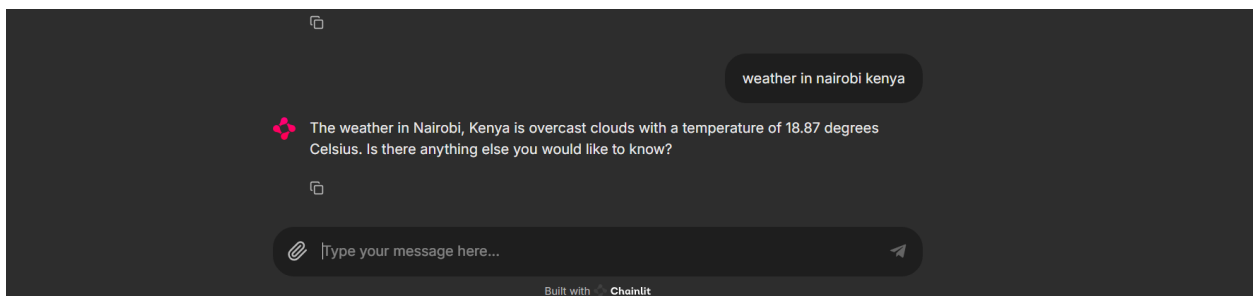 weather in nairobi kenya
The weather in Nairobi, Kenya is overcast clouds with a temperature of 18.87 degrees
Celsius. Is there anything else you would like to know?
Type your message here...
Built with Chainlit